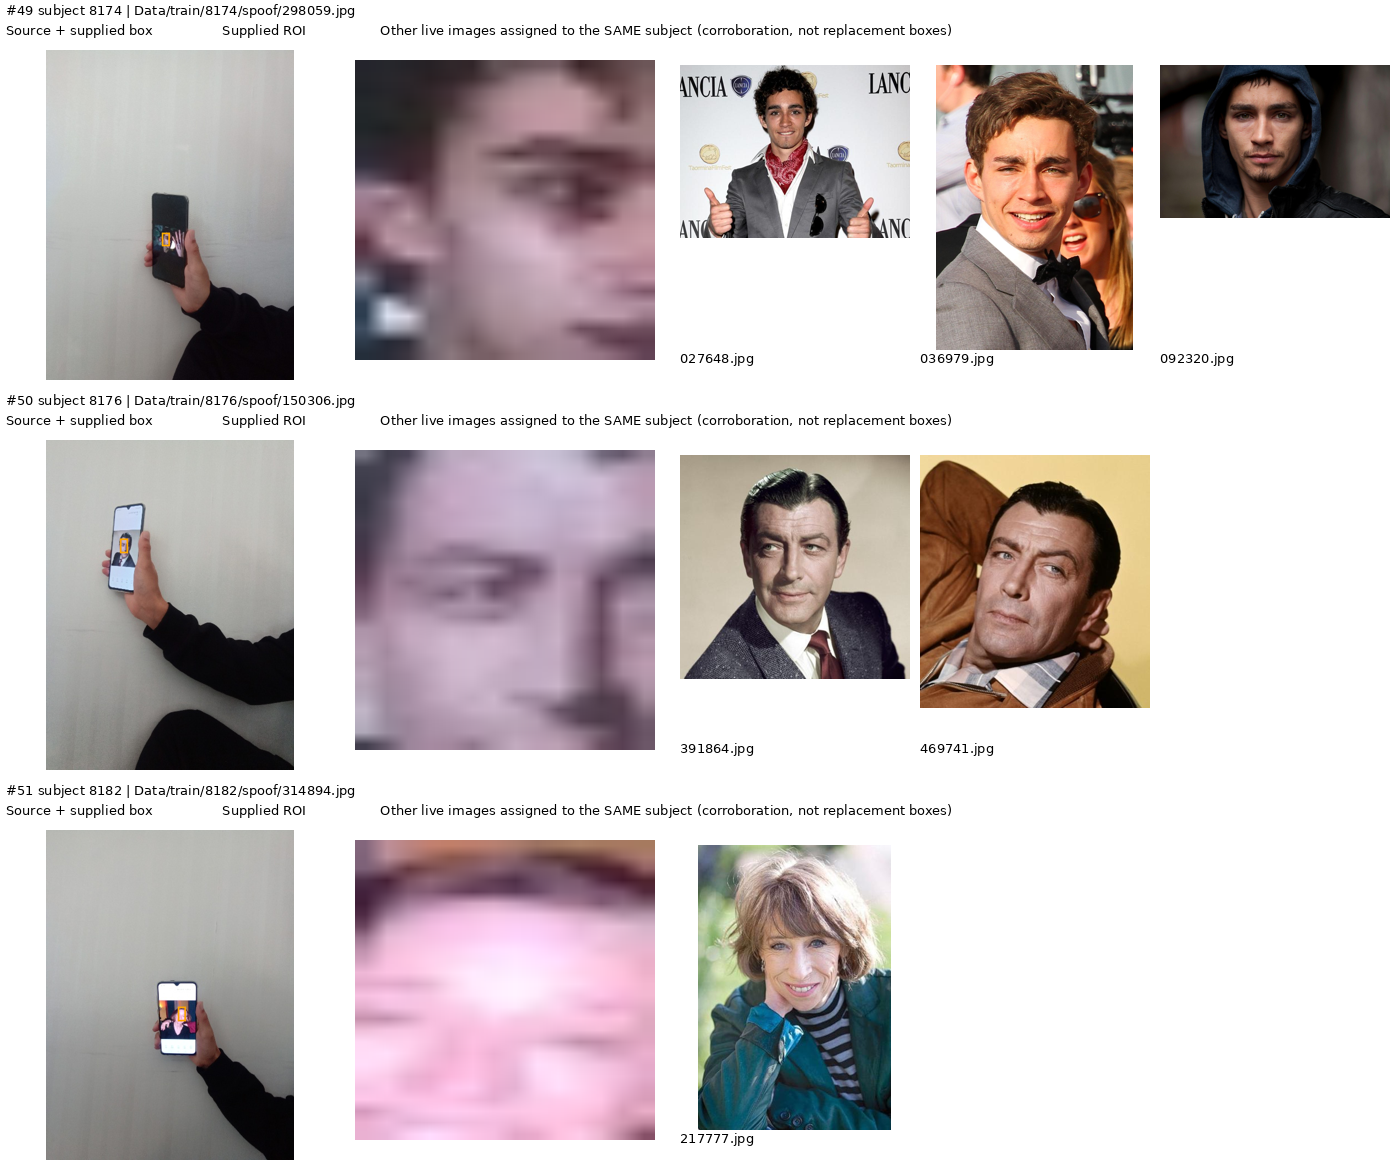 #49 subject 8174 | Data/train/8174/spoof/298059.jpg
Source + supplied box Supplied ROI Other live images assigned to the SAME subject (corroboration, not replacement boxes)
ANCIA LANC
ANC
027648.jpg 036979.jpg 092320.jpg
#50 subject 8176 | Data/train/8176/spoof/150306.jpg
Source + supplied box Supplied ROI Other live images assigned to the SAME subject (corroboration, not replacement boxes)
391864.jpg 469741.jpg
#51 subject 8182 | Data/train/8182/spoof/314894.jpg
Source + supplied box Supplied ROI Other live images assigned to the SAME subject (corroboration, not replacement boxes)
217777.jpg